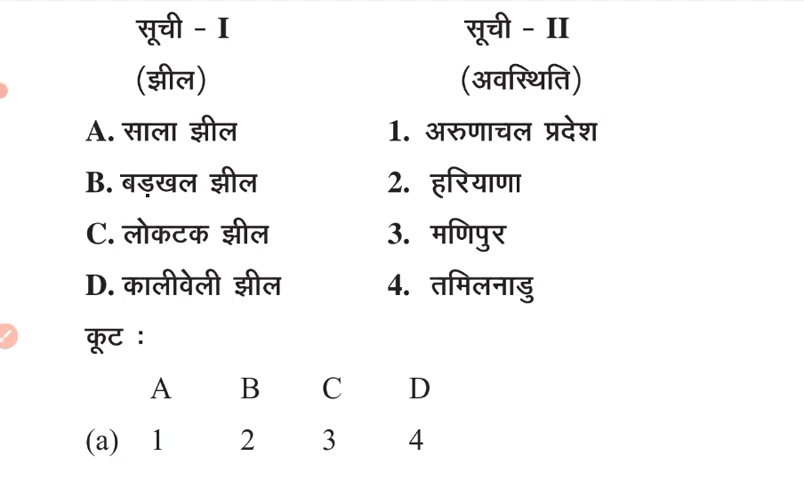 सूची - I सूची - II
(झील) (अवस्थिति)
A. साला झील 1. अरुणाचल प्रदेश
B. बड़खल झील 2. हरियाणा
C. लोकटक झील 3. मणिपुर
D. कालीवेली झील 4. तमिलनाडु
कूट :
A B C D
(a) 1 2 3 4